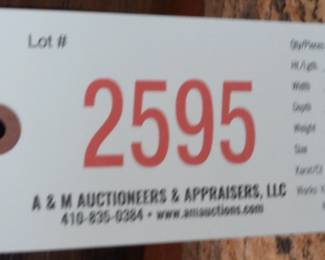 Lot #
2595
A & M AUCTIONEERS & APPRAISERS, LLC
410-835-0384 • www.amauctions.com
Qty/Pieces
Ht./Lgth.
Width
Depth
Weight
Size
Karat/Ct